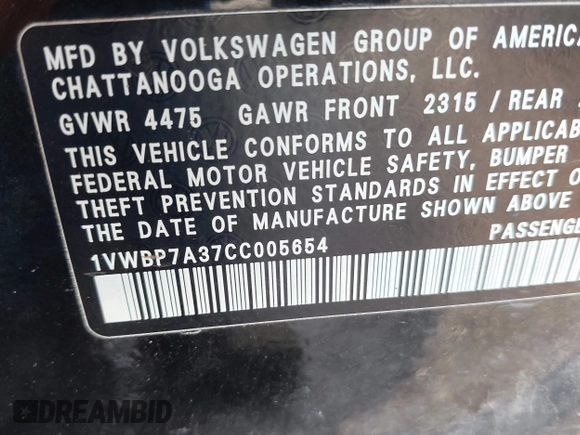 MFD BY VOLKSWAGEN GROUP OF AMERICA
CHATTANOOGA OPERATIONS, LLC.
GVWR 4475 GAWR FRONT 2315 / REAR
THIS VEHICLE CONFORMS TO ALL APPLICAB
FEDERAL MOTOR VEHICLE SAFETY, BUMPER
THEFT PREVENTION STANDARDS IN EFFECT O
THE DATE OF MANUFACTURE SHOWN ABOVE
1VWBP7A37CC005654 PASSENGE
DREAMBID